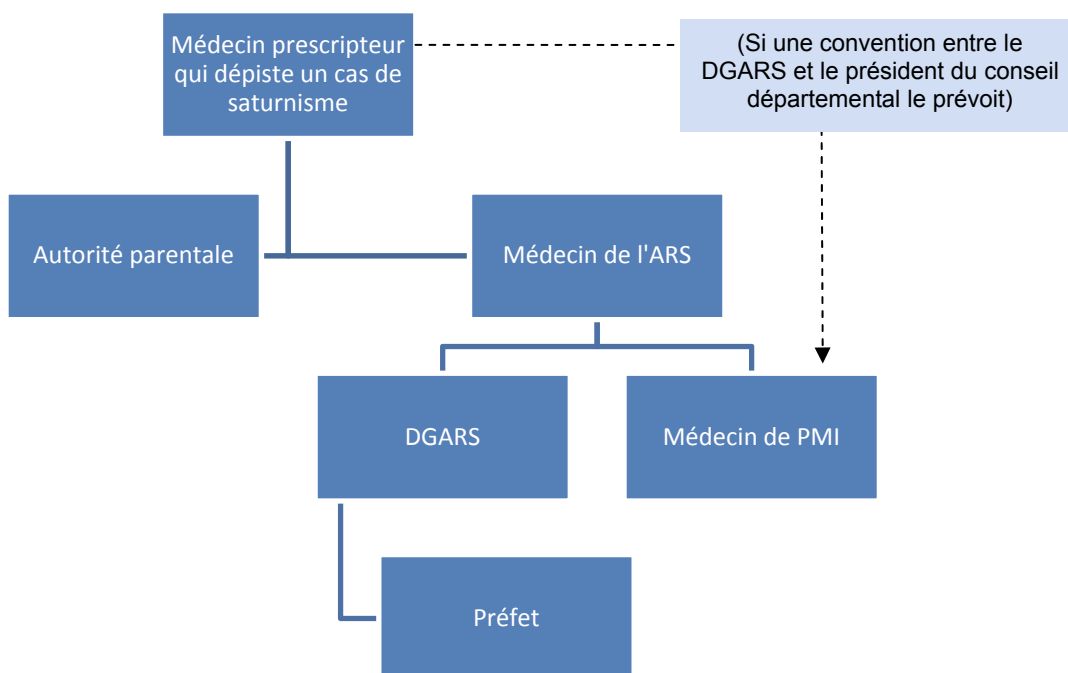 Médecin prescripteur
qui dépiste un cas de
saturnisme
(Si une convention entre le
DGARS et le président du conseil
départemental le prévoit)
Autorité parentale
Médecin de l'ARS
DGARS
Médecin de PMI
Préfet